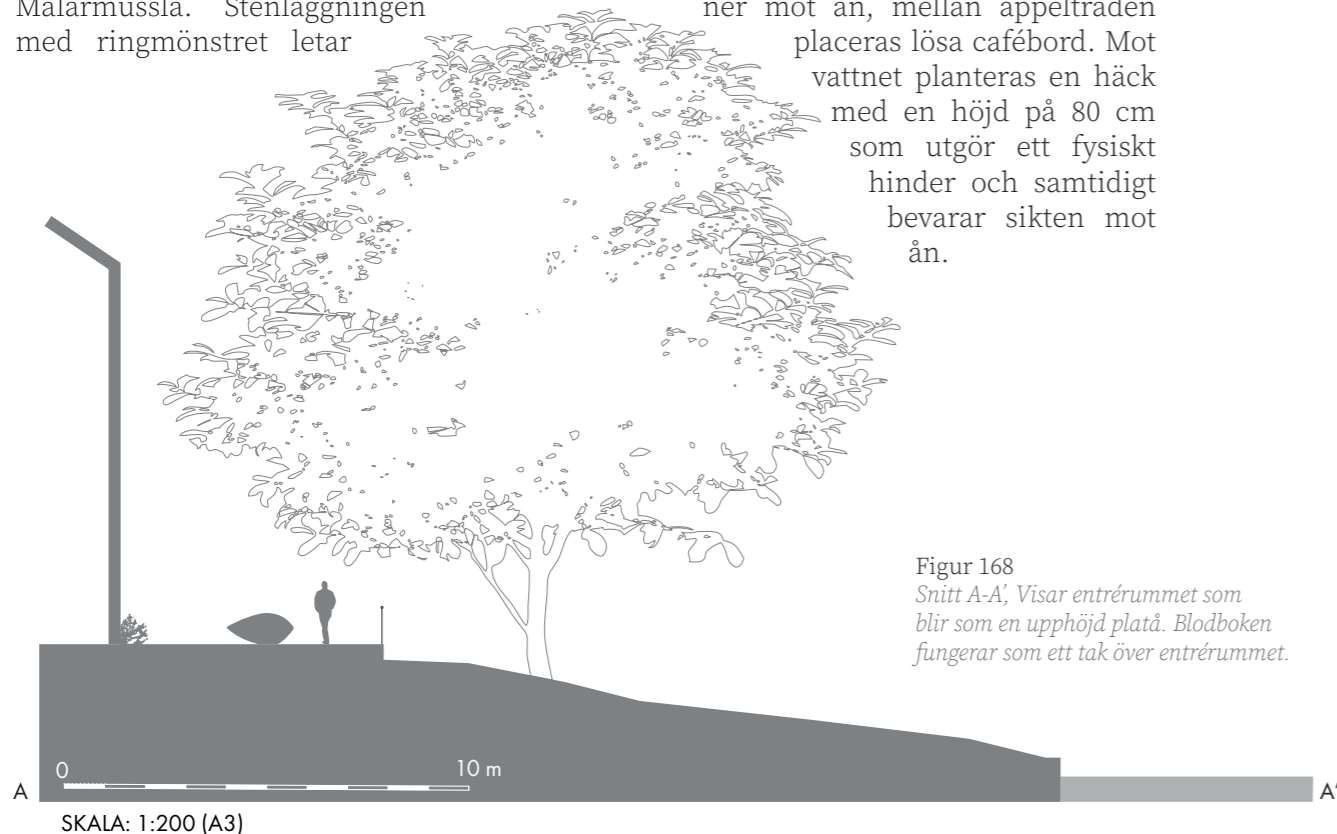 Målarmussla. Stenläggningen
med ringmönstret letar
ner mot ån, mellan äppelträden
placeras lösa cafébord. Mot
vattnet planteras en häck
med en höjd på 80 cm
som utgör ett fysiskt
hinder och samtidigt
bevarar sikten mot
ån.
Figur 168
Snitt A-A', Visar entrérummet som
blir som en upphöjd platå. Blodboken
fungerar som ett tak över entrérummet.
0
10 m
A
A'
SKALA: 1:200 (A3)